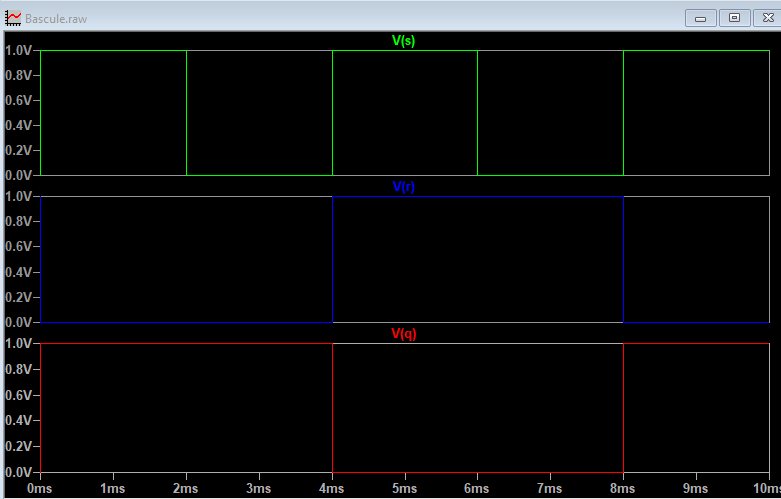 Bascule.raw
V(s)
1.0V
0.8V
0.6V
0.4V
0.2V
0.0V
V(r)
1.0V
0.8V
0.6V
0.4V
0.2V
0.0V
V(q)
1.0V
0.8V
0.6V
0.4V
0.2V
0.0V
0ms 1ms 2ms 3ms 4ms 5ms 6ms 7ms 8ms 9ms 10ms